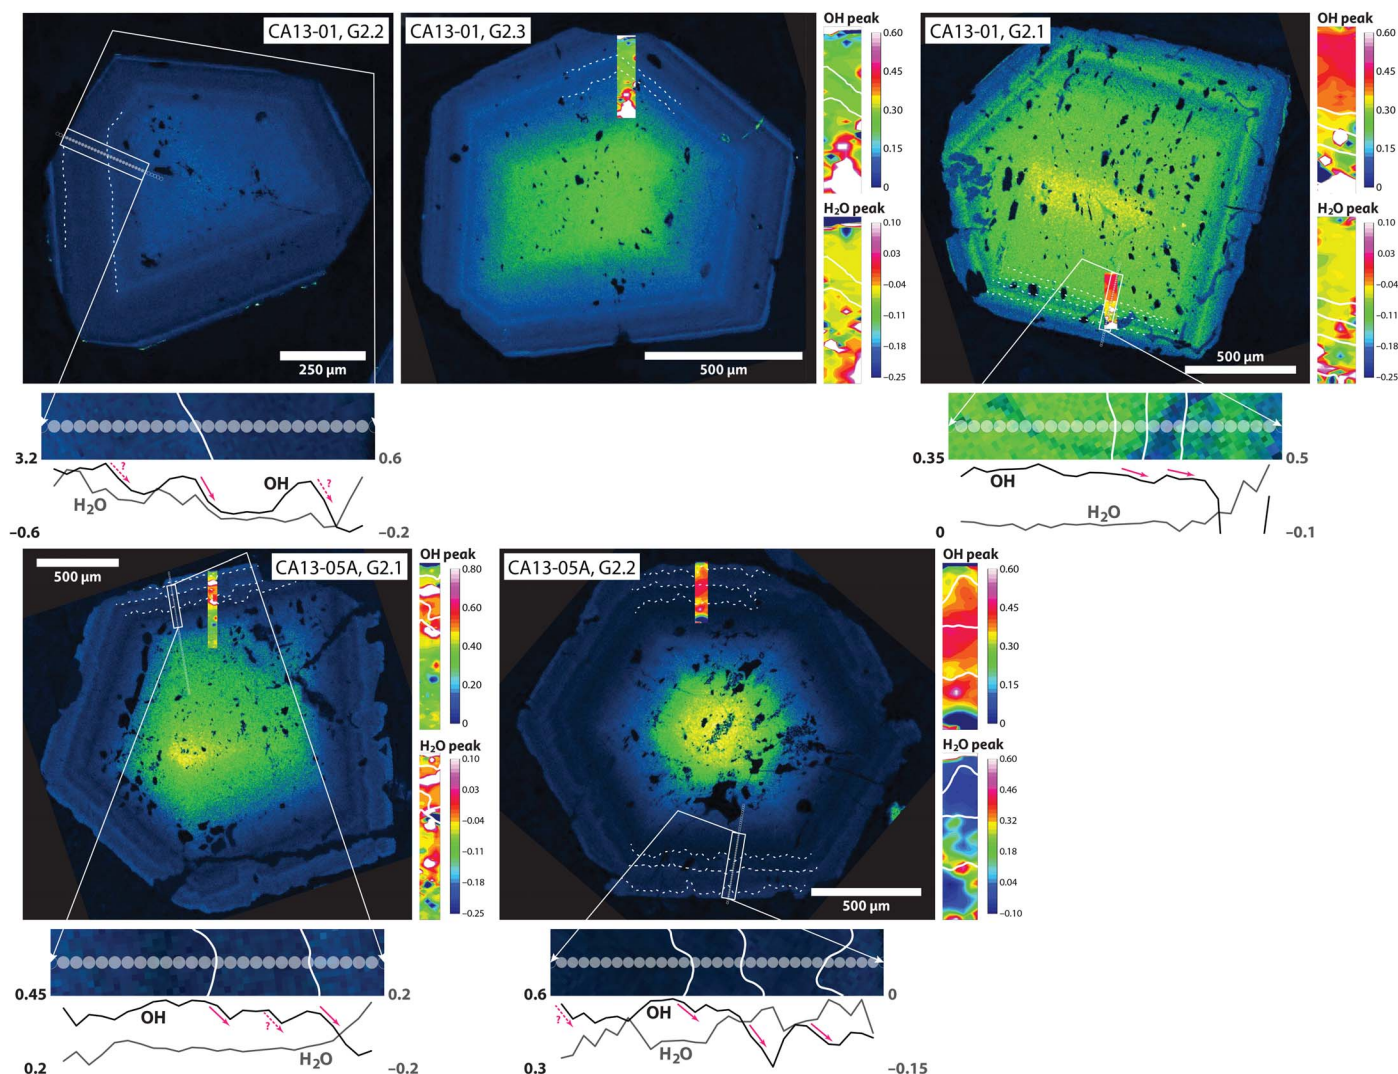 CA13-01, G2.2
250 µm
3.2
0.6
?
OH
?
H₂O
−0.6
−0.2
CA13-01, G2.3
500 µm
OH peak
0.60
0.45
0.30
0.15
0
H₂O peak
0.10
0.03
−0.04
−0.11
−0.18
−0.25
CA13-01, G2.1
500 µm
OH peak
0.60
0.45
0.30
0.15
0
H₂O peak
0.10
0.03
−0.04
−0.11
−0.18
−0.25
0.35
0.5
OH
H₂O
0
−0.1
CA13-05A, G2.1
500 µm
OH peak
0.80
0.60
0.40
0.20
0
H₂O peak
0.10
0.03
−0.04
−0.11
−0.18
−0.25
0.45
0.2
OH
?
H₂O
0.2
−0.2
CA13-05A, G2.2
500 µm
OH peak
0.60
0.45
0.30
0.15
0
H₂O peak
0.60
0.46
0.32
0.18
0.04
−0.10
0.6
0
?
OH
H₂O
0.3
−0.15